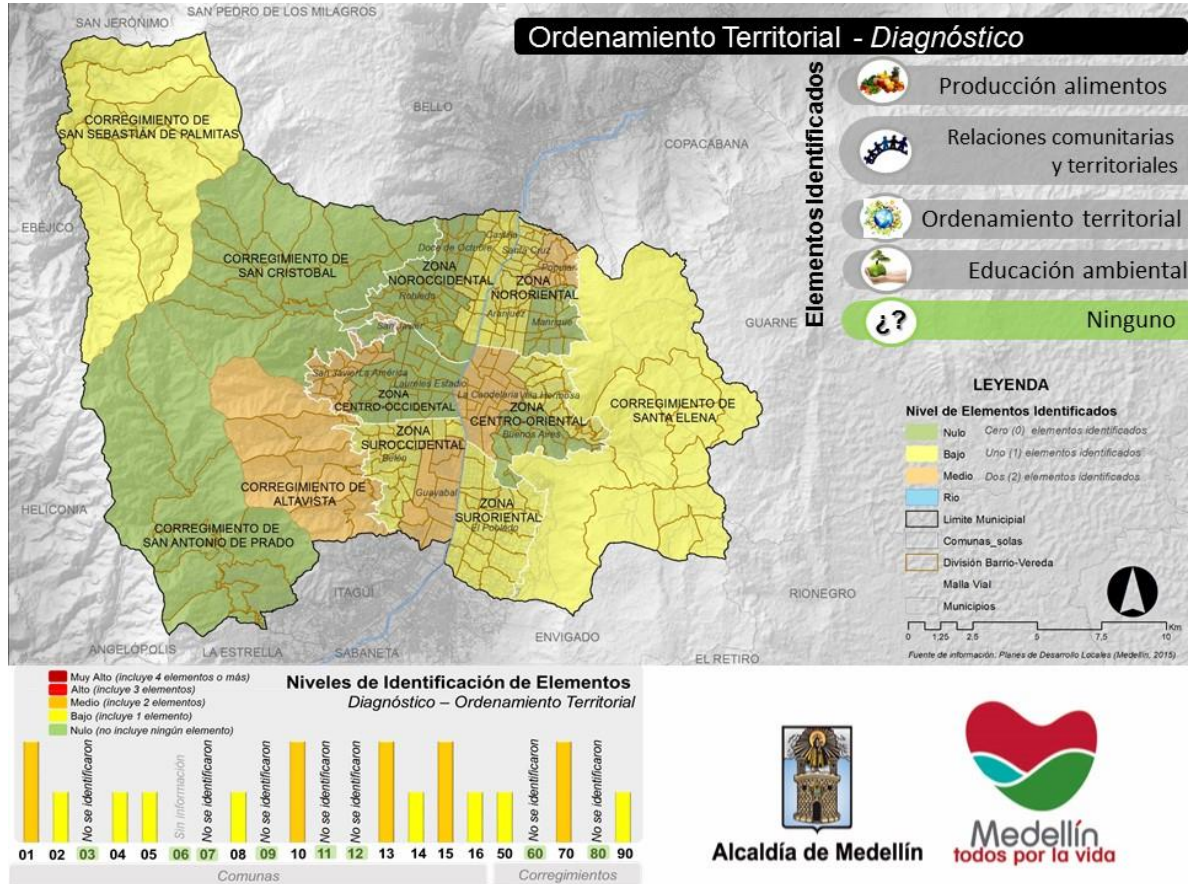 SAN PEDRO DE LOS MILAGROS
SAN JERÓNIMO
Ordenamiento Territorial - Diagnóstico
Elementos Identificados
Producción alimentos
Relaciones comunitarias
y territoriales
Ordenamiento territorial
Educación ambiental
¿?
Ninguno
BELLO
COPACABANA
CORREGIMIENTO DE
SAN SEBASTIÁN DE PALMITAS
EBÉJICO
CORREGIMIENTO DE
SAN CRISTOBAL
Doce de Octubre
Castilla
Santa Cruz
Popular
ZONA
NOROCCIDENTAL
ZONA
NORORIENTAL
Robledo
Aranjuez
Manrique
GUARNE
San Javier
San Javier
La América
Laureles Estadio
La Candelaria
Villa Hermosa
ZONA
CENTRO-OCCIDENTAL
ZONA
CENTRO-ORIENTAL
Buenos Aires
CORREGIMIENTO DE
SANTA ELENA
ZONA
SUROCCIDENTAL
Belén
Guayabal
CORREGIMIENTO DE
ALTAVISTA
ZONA
SURORIENTAL
El Poblado
HELICONIA
CORREGIMIENTO DE
SAN ANTONIO DE PRADO
ITAGÜÍ
RIONEGRO
ENVIGADO
ANGELÓPOLIS
LA ESTRELLA
SABANETA
EL RETIRO
LEYENDA
Nivel de Elementos Identificados
Nulo Cero (0) elementos identificados
Bajo Uno (1) elementos identificados
Medio Dos (2) elementos identificados
Rio
Limite Municipial
Comunas_solas
División Barrio-Vereda
Malla Vial
Municipios
0 1,25 2,5 5 7,5 10 Km
Fuente de información: Planes de Desarrollo Locales (Medellín, 2015)
Muy Alto (incluye 4 elementos o más)
Alto (incluye 3 elementos)
Medio (incluye 2 elementos)
Bajo (incluye 1 elemento)
Nulo (no incluye ningún elemento)
Niveles de Identificación de Elementos
Diagnóstico – Ordenamiento Territorial
No se identificaron
Sin información
No se identificaron
No se identificaron
No se identificaron
No se identificaron
No se identificaron
No se identificaron
01 02 03 04 05 06 07 08 09 10 11 12 13 14 15 16 50 60 70 80 90
Comunas
Corregimientos
Alcaldía de Medellín
Medellín
todos por la vida